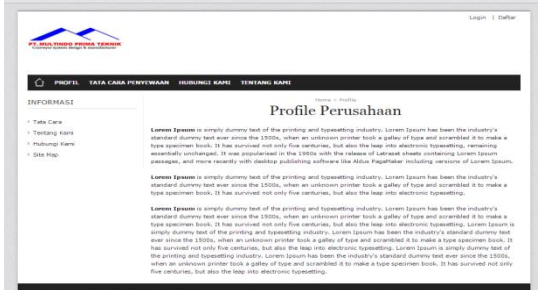 Login | Daftar
PT. MULTINDO PRIMA TEKNIK
Conveyor system design & manufacturer
PROFIL TATA CARA PENYEWAAN HUBUNGI KAMI TENTANG KAMI
INFORMASI
Tata Cara
Tentang Kami
Hubungi Kami
Site Map
Home > Profile
Profile Perusahaan
Lorem Ipsum is simply dummy text of the printing and typesetting industry. Lorem Ipsum has been the industry's
standard dummy text ever since the 1500s, when an unknown printer took a galley of type and scrambled it to make a
type specimen book. It has survived not only five centuries, but also the leap into electronic typesetting, remaining
essentially unchanged. It was popularised in the 1960s with the release of Letraset sheets containing Lorem Ipsum
passages, and more recently with desktop publishing software like Aldus PageMaker including versions of Lorem Ipsum.
Lorem Ipsum is simply dummy text of the printing and typesetting industry. Lorem Ipsum has been the industry's
standard dummy text ever since the 1500s, when an unknown printer took a galley of type and scrambled it to make a
type specimen book. It has survived not only five centuries, but also the leap into electronic typesetting.
Lorem Ipsum is simply dummy text of the printing and typesetting industry. Lorem Ipsum has been the industry's
standard dummy text ever since the 1500s, when an unknown printer took a galley of type and scrambled it to make a
type specimen book. It has survived not only five centuries, but also the leap into electronic typesetting. Lorem Ipsum is
simply dummy text of the printing and typesetting industry. Lorem Ipsum has been the industry's standard dummy text
ever since the 1500s, when an unknown printer took a galley of type and scrambled it to make a type specimen book. It
has survived not only five centuries, but also the leap into electronic typesetting. Lorem Ipsum is simply dummy text of
the printing and typesetting industry. Lorem Ipsum has been the industry's standard dummy text ever since the 1500s,
when an unknown printer took a galley of type and scrambled it to make a type specimen book. It has survived not only
five centuries, but also the leap into electronic typesetting.